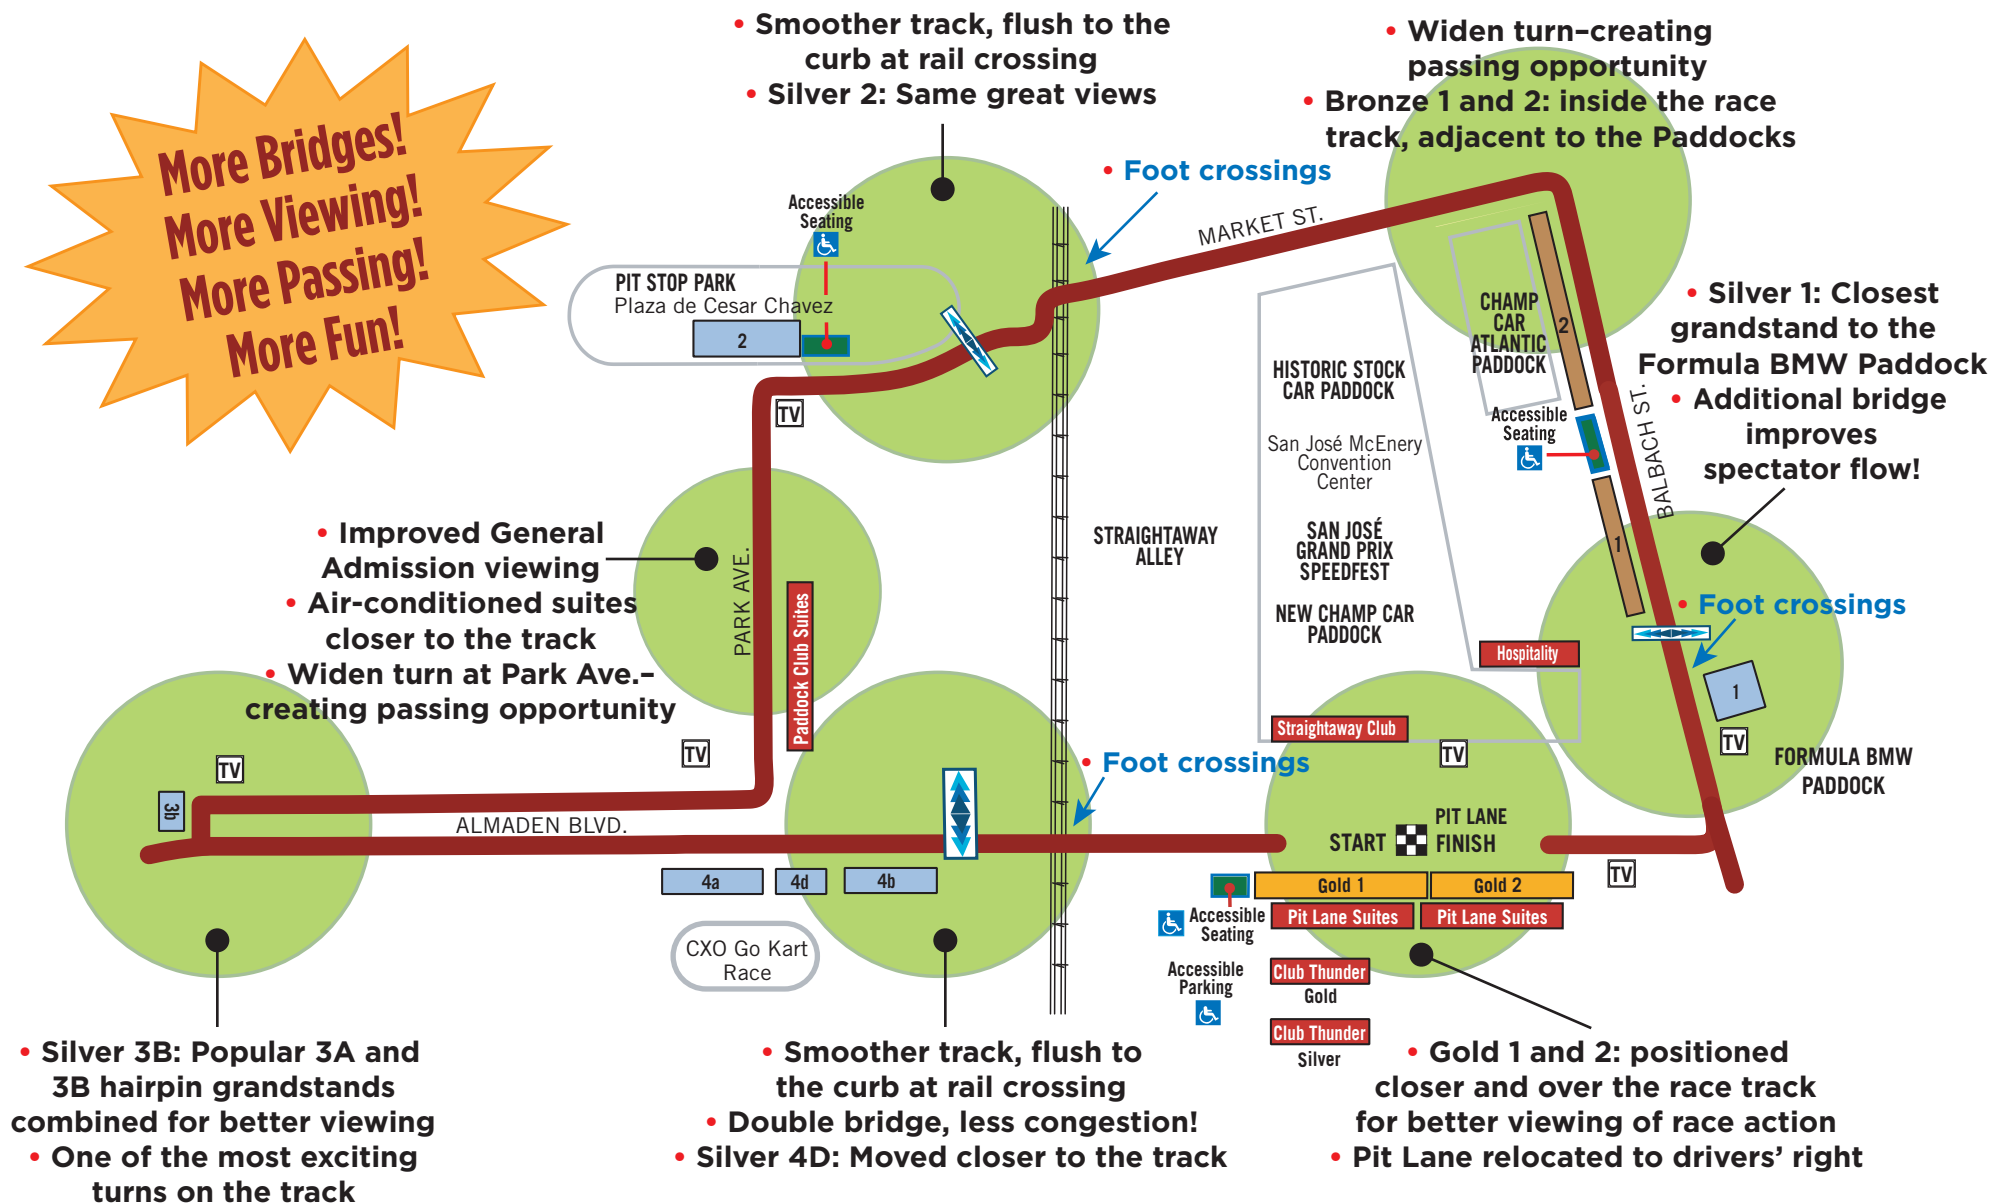 More Bridges!
More Viewing!
More Passing!
More Fun!
• Smoother track, flush to the
curb at rail crossing
• Silver 2: Same great views
• Widen turn–creating
passing opportunity
• Bronze 1 and 2: inside the race
track, adjacent to the Paddocks
• Foot crossings
Accessible
Seating
MARKET ST.
PIT STOP PARK
Plaza de Cesar Chavez
2
TV
CHAMP
CAR
ATLANTIC
PADDOCK
2
HISTORIC STOCK
CAR PADDOCK
San José McEnery
Convention
Center
SAN JOSÉ
GRAND PRIX
SPEEDFEST
NEW CHAMP CAR
PADDOCK
Accessible
Seating
BALBACH ST.
1
• Silver 1: Closest
grandstand to the
Formula BMW Paddock
• Additional bridge
improves
spectator flow!
• Foot crossings
1
TV
FORMULA BMW
PADDOCK
STRAIGHTAWAY
ALLEY
• Improved General
Admission viewing
• Air-conditioned suites
closer to the track
• Widen turn at Park Ave.–
creating passing opportunity
PARK AVE.
Paddock Club Suites
TV
TV
3b
ALMADEN BLVD.
Hospitality
Straightaway Club
TV
• Foot crossings
PIT LANE
START
FINISH
TV
4a
4d
4b
Gold 1
Gold 2
Pit Lane Suites
Pit Lane Suites
Accessible
Seating
CXO Go Kart
Race
Accessible
Parking
Club Thunder
Gold
Club Thunder
Silver
• Silver 3B: Popular 3A and
3B hairpin grandstands
combined for better viewing
• One of the most exciting
turns on the track
• Smoother track, flush to
the curb at rail crossing
• Double bridge, less congestion!
• Silver 4D: Moved closer to the track
• Gold 1 and 2: positioned
closer and over the race track
for better viewing of race action
• Pit Lane relocated to drivers’ right